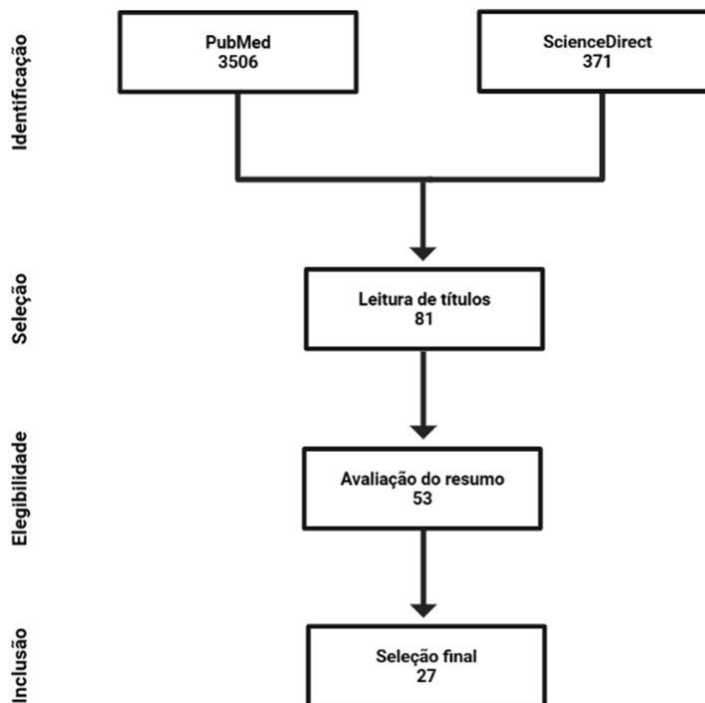 Identificação
PubMed
3506
ScienceDirect
371
Seleção
Leitura de títulos
81
Elegibilidade
Avaliação do resumo
53
Inclusão
Seleção final
27